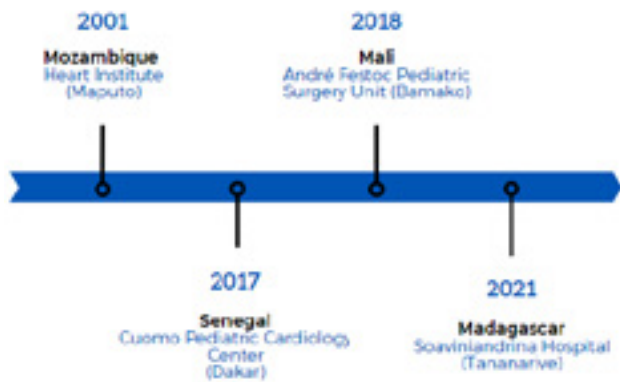 2001
Mozambique
Heart Institute
(Maputo)
2018
Mali
André Festoc Pediatric
Surgery Unit (Bamako)
2017
Senegal
Cuomo Pediatric Cardiology
Center
(Dakar)
2021
Madagascar
Soavinandriana Hospital
(Tananarive)